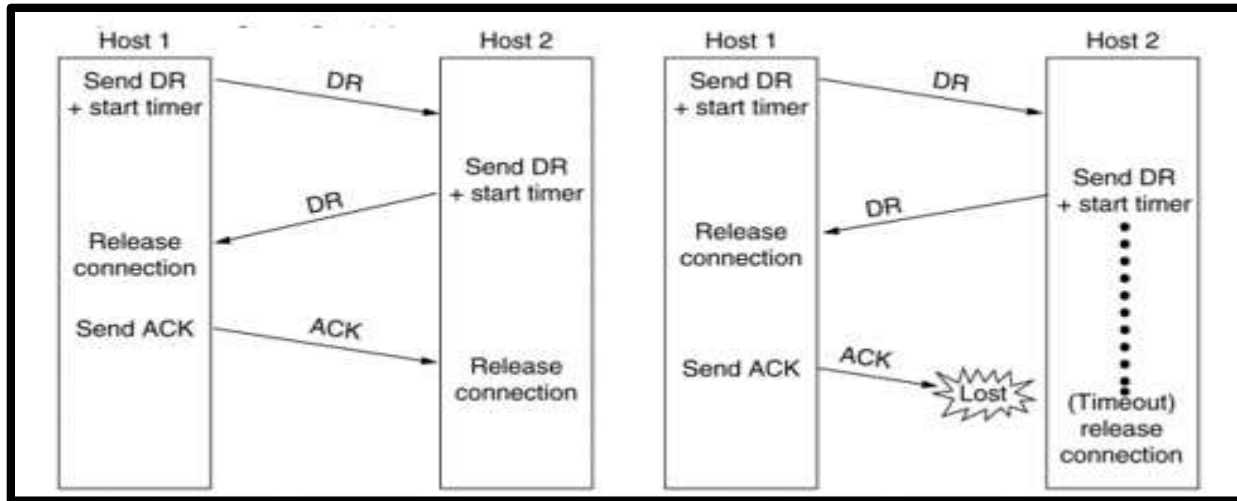 Host 1
Host 2
Send DR
+ start timer
DR
Send DR
+ start timer
DR
Release
connection
Send ACK
ACK
Release
connection
Host 1
Host 2
Send DR
+ start timer
DR
Send DR
+ start timer
DR
Release
connection
Send ACK
ACK
Lost
(Timeout)
release
connection